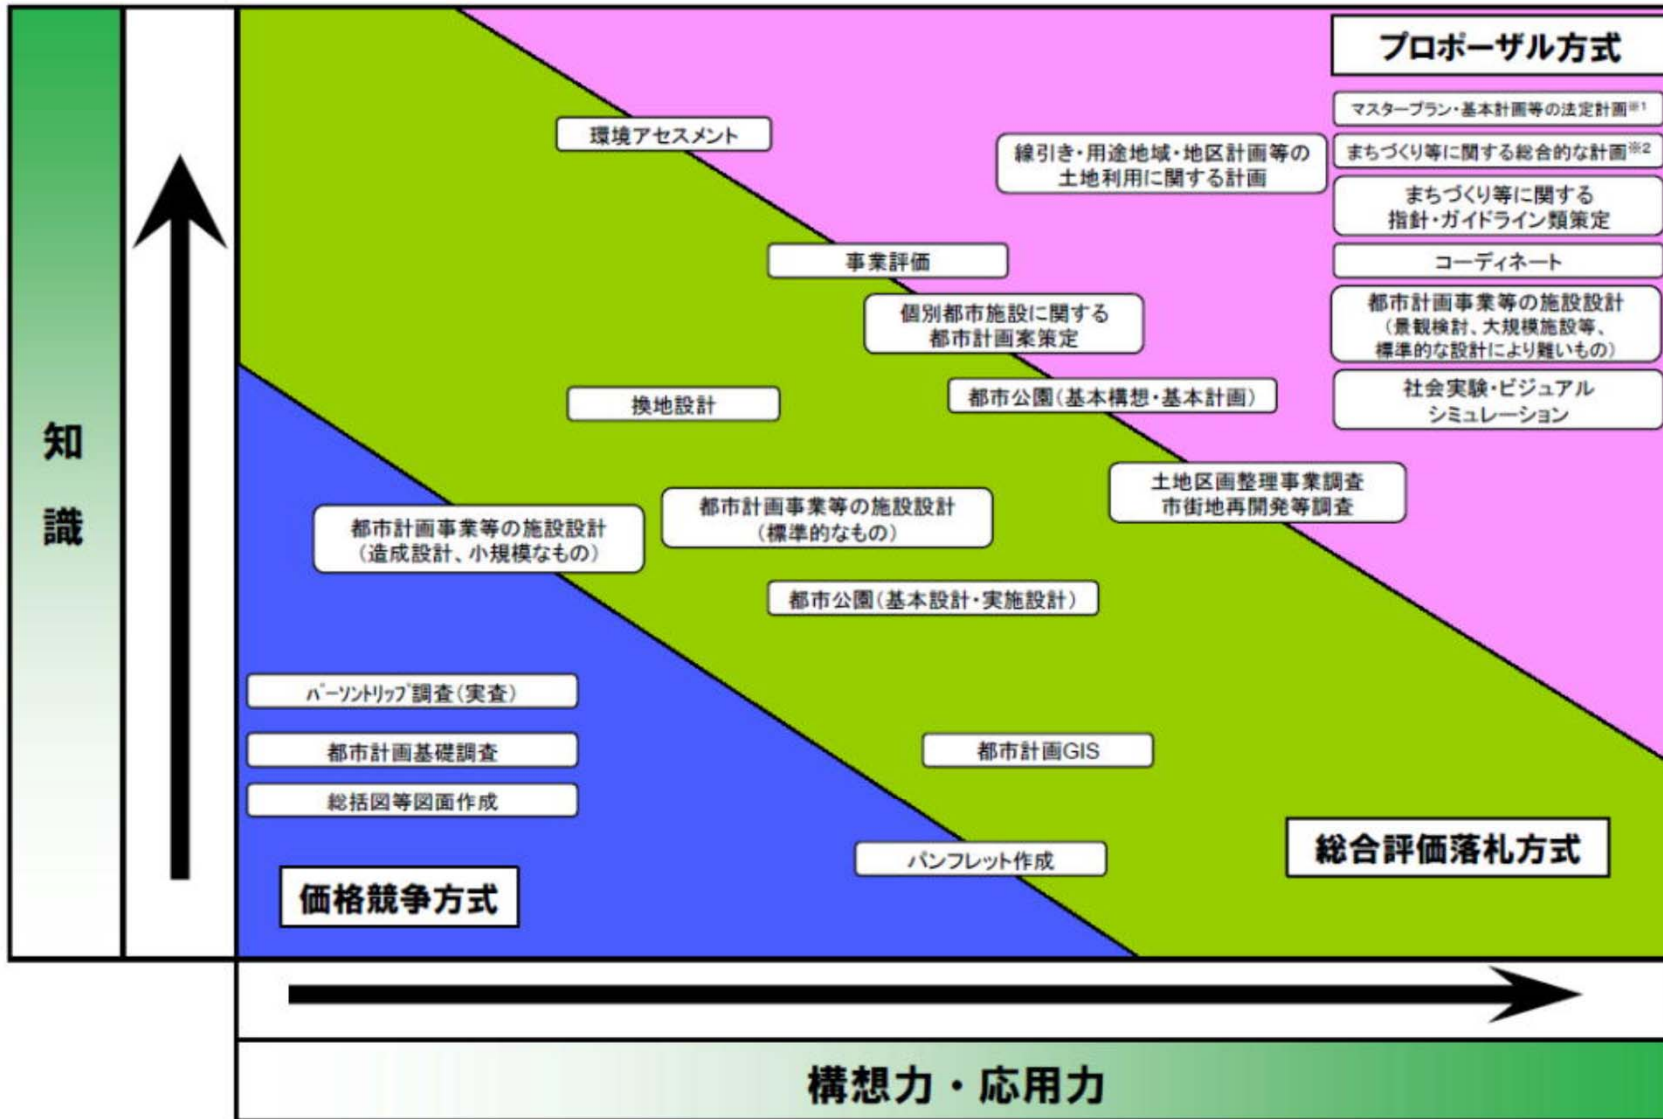 プロポーザル方式
マスタープラン・基本計画等の法定計画※1
環境アセスメント
線引き・用途地域・地区計画等の
土地利用に関する計画
まちづくり等に関する総合的な計画※2
まちづくり等に関する
指針・ガイドライン類策定
事業評価
コーディネート
個別都市施設に関する
都市計画案策定
都市計画事業等の施設設計
(景観検討、大規模施設等、
標準的な設計により難いもの)
換地設計
都市公園(基本構想・基本計画)
社会実験・ビジュアル
シミュレーション
知
識
都市計画事業等の施設設計
(造成設計、小規模なもの)
都市計画事業等の施設設計
(標準的なもの)
土地区画整理事業調査
市街地再開発等調査
都市公園(基本設計・実施設計)
パーソントリップ調査(実査)
都市計画基礎調査
都市計画GIS
総括図等図面作成
パンフレット作成
総合評価落札方式
価格競争方式
構想力・応用力